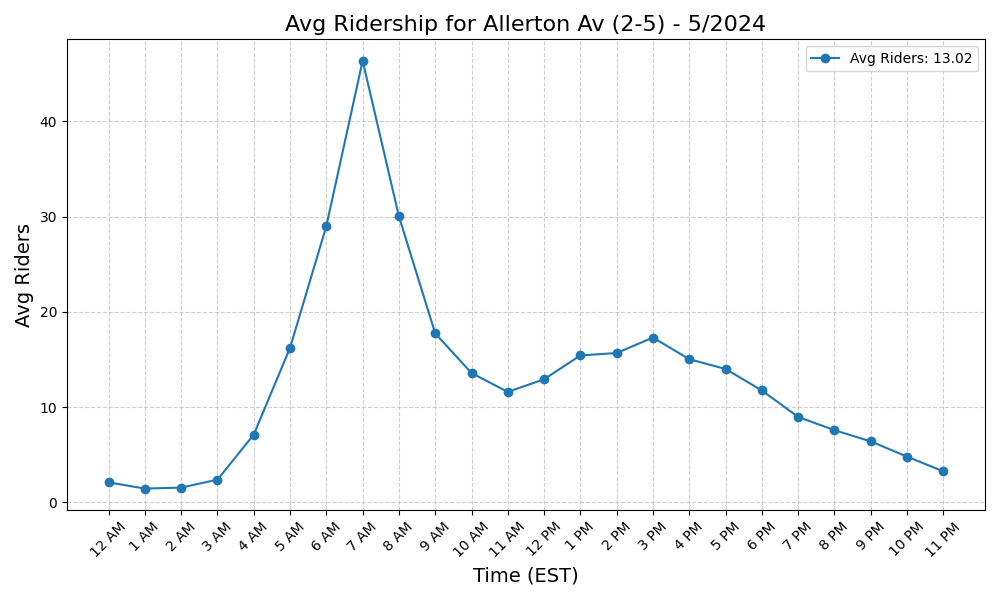 Avg Ridership for Allerton Av (2-5) - 5/2024
Avg Riders: 13.02
Avg Riders
40
30
20
10
0
12 AM
1 AM
2 AM
3 AM
4 AM
5 AM
6 AM
7 AM
8 AM
9 AM
10 AM
11 AM
12 PM
1 PM
2 PM
3 PM
4 PM
5 PM
6 PM
7 PM
8 PM
9 PM
10 PM
11 PM
Time (EST)